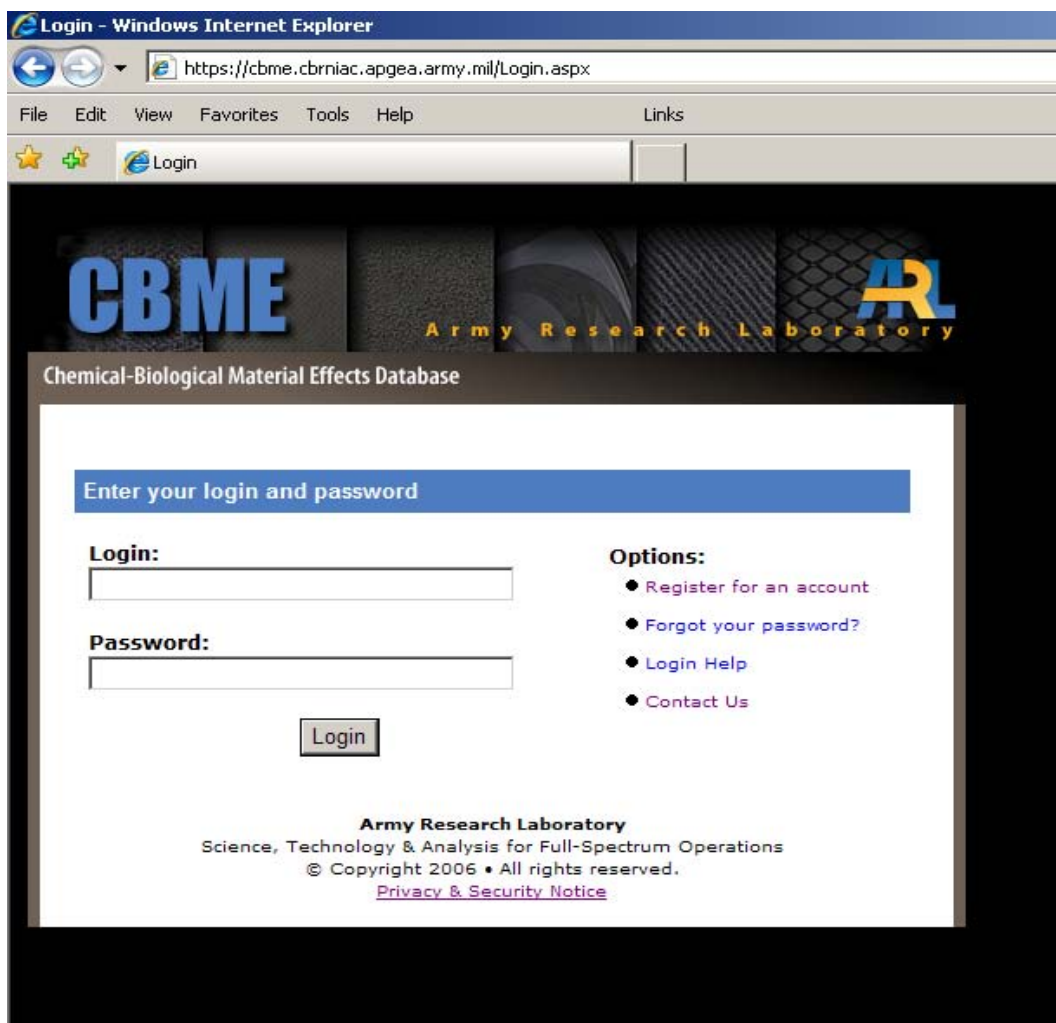 Login - Windows Internet Explorer
https://cbme.cbrniac.apgea.army.mil/Login.aspx
File Edit View Favorites Tools Help Links
Login
CBME
ARL
Army Research Laboratory
Chemical-Biological Material Effects Database
Enter your login and password
Login:
Options:
Register for an account
Forgot your password?
Password:
Login Help
Contact Us
Login
Army Research Laboratory
Science, Technology & Analysis for Full-Spectrum Operations
© Copyright 2006 • All rights reserved.
Privacy & Security Notice